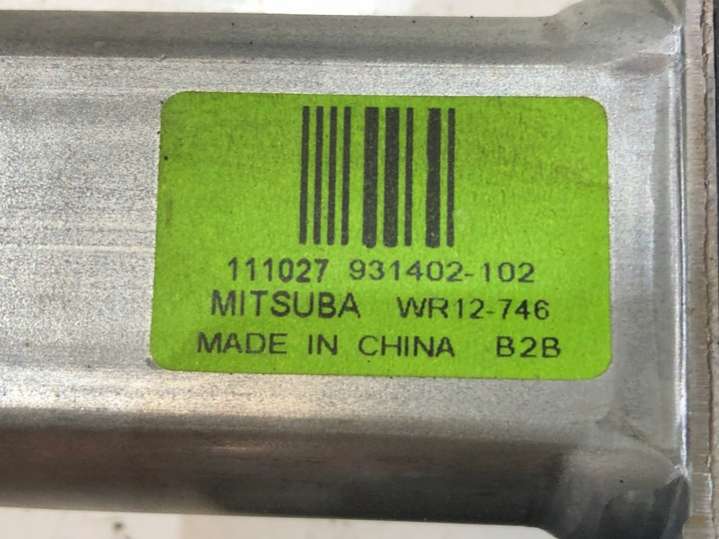 111027 931402-102
MITSUBA WR12-746
MADE IN CHINA B2B